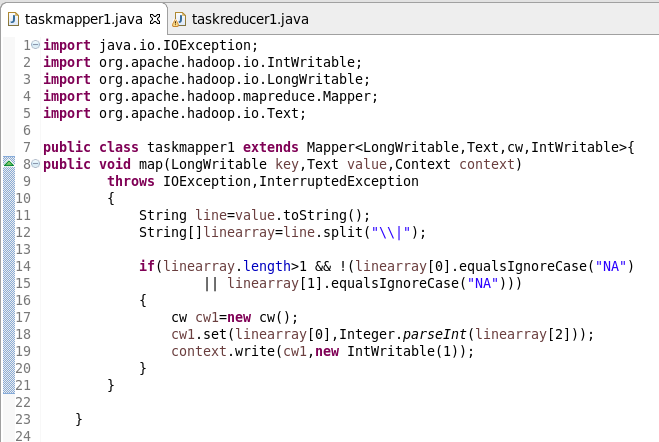 taskmapper1.java taskreducer1.java
1 import java.io.IOException;
2 import org.apache.hadoop.io.IntWritable;
3 import org.apache.hadoop.io.LongWritable;
4 import org.apache.hadoop.mapreduce.Mapper;
5 import org.apache.hadoop.io.Text;
6
7 public class taskmapper1 extends Mapper<LongWritable,Text,cw,IntWritable>{
8 public void map(LongWritable key,Text value,Context context)
9         throws IOException,InterruptedException
10         {
11             String line=value.toString();
12             String[]linearray=line.split("\\|");
13
14             if(linearray.length>1 && !(linearray[0].equalsIgnoreCase("NA")
15                     || linearray[1].equalsIgnoreCase("NA")))
16             {
17                 cw cw1=new cw();
18                 cw1.set(linearray[0],Integer.parseInt(linearray[2]));
19                 context.write(cw1,new IntWritable(1));
20             }
21         }
22
23     }
24